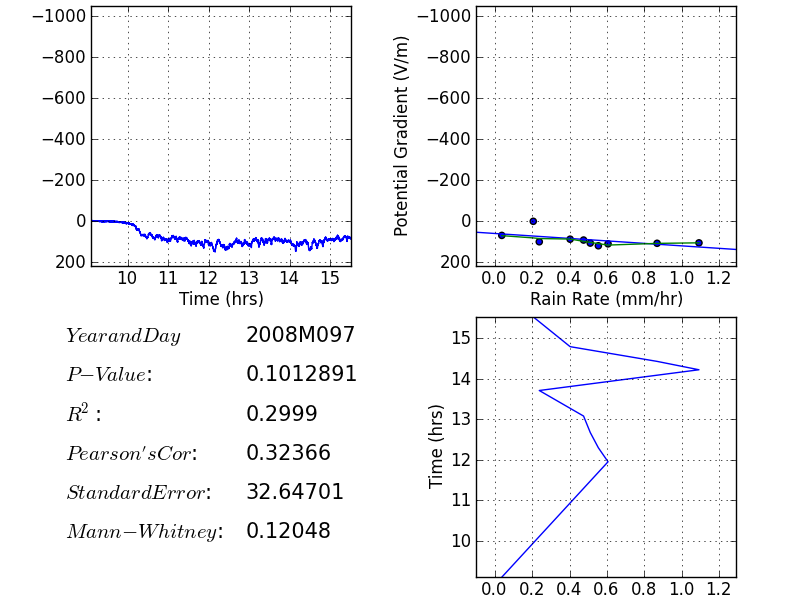 −1000
−800
−600
−400
−200
0
200
10 11 12 13 14 15
Time (hrs)
Potential Gradient (V/m)
−1000
−800
−600
−400
−200
0
200
0.0 0.2 0.4 0.6 0.8 1.0 1.2
Rain Rate (mm/hr)
YearandDay 2008M097
P−Value: 0.1012891
R²: 0.2999
Pearson'sCor: 0.32366
StandardError: 32.64701
Mann−Whitney: 0.12048
Time (hrs)
15
14
13
12
11
10
0.0 0.2 0.4 0.6 0.8 1.0 1.2